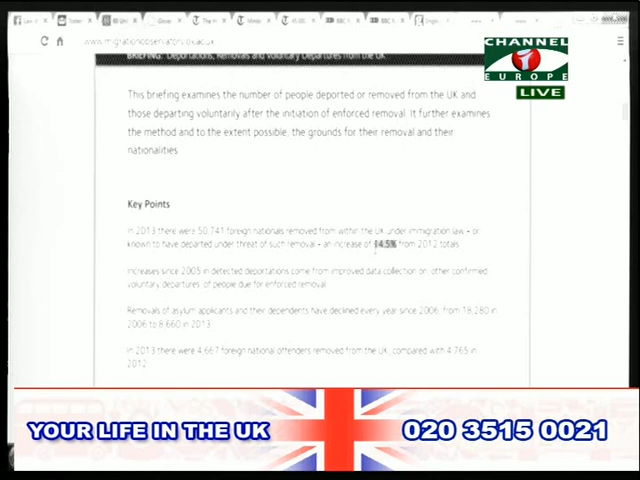 www.migrationobservatory.ox.ac.uk
CHANNEL
i
EUROPE
LIVE
BRIEFING: Deportations, Removals and Voluntary Departures from the UK
This briefing examines the number of people deported or removed from the UK and
those departing voluntarily after the initiation of enforced removal. It further examines
the method and to the extent possible, the grounds for their removal and their
nationalities
Key Points
In 2013 there were 50,741 foreign nationals removed from within the UK under immigration law – or
known to have departed under threat of such removal – an increase of 14.5% from 2012 totals
Increases since 2005 in detected deportations come from improved data collection on other confirmed
voluntary departures of people due for enforced removal
Removals of asylum applicants and their dependents have declined every year since 2006, from 18,280 in
2006 to 8,660 in 2013
In 2013 there were 4,667 foreign national offenders removed from the UK, compared with 4,765 in
2012
YOUR LIFE IN THE UK
020 3515 0021